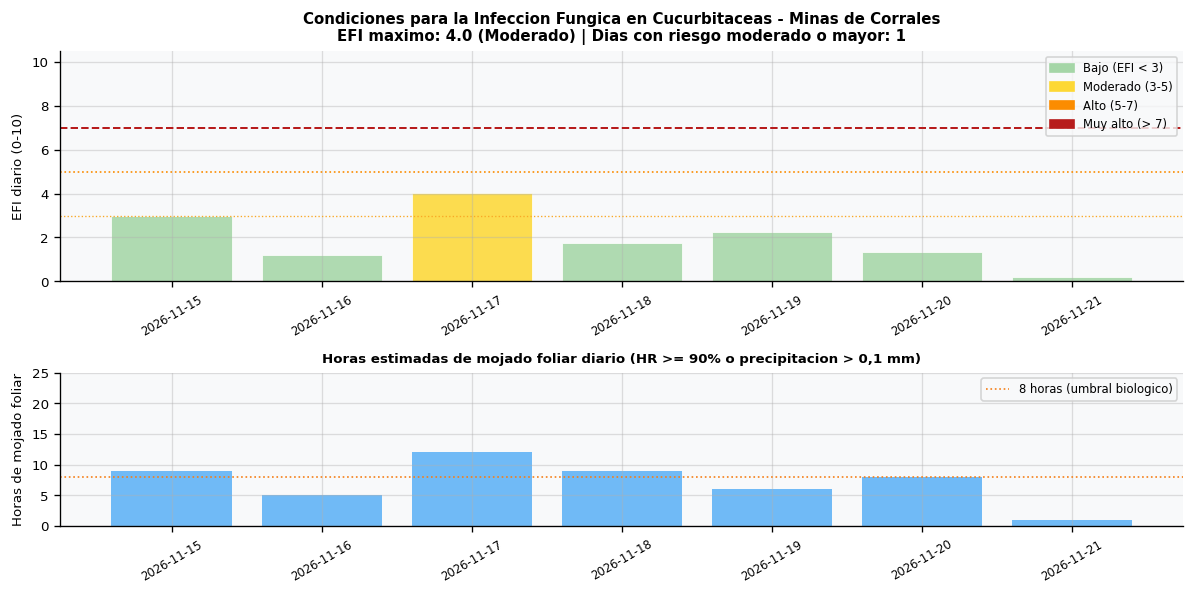 Condiciones para la Infeccion Fungica en Cucurbitaceas - Minas de Corrales
EFI maximo: 4.0 (Moderado) | Dias con riesgo moderado o mayor: 1
EFI diario (0-10)
10
8
6
4
2
0
Bajo (EFI < 3)
Moderado (3-5)
Alto (5-7)
Muy alto (> 7)
2026-11-15
2026-11-16
2026-11-17
2026-11-18
2026-11-19
2026-11-20
2026-11-21
Horas estimadas de mojado foliar diario (HR >= 90% o precipitacion > 0,1 mm)
Horas de mojado foliar
25
20
15
10
5
0
8 horas (umbral biologico)
2026-11-15
2026-11-16
2026-11-17
2026-11-18
2026-11-19
2026-11-20
2026-11-21